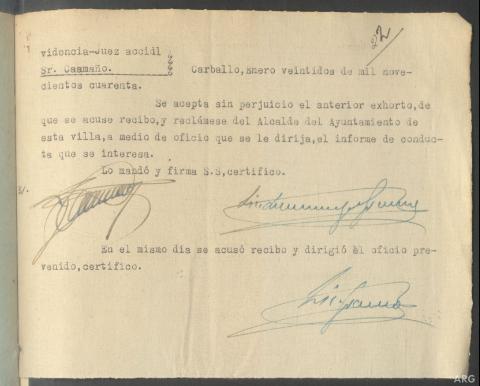 2
videncia-Juez accidl
Sr. Caamaño. Carballo,Enero veintidos de mil nove-
cientos cuarenta.
Se acepta sin perjuicio el anterior exhorto,de
que se acuse recibo,y reclámese del Alcalde del Ayuntamiento de
esta villa,a medio de oficio que se le dirija,el informe de conduc-
ta que se interesa.
Lo mandó y firma S.S,certifico.
En el mismo dia se acusó recibo y dirigió el oficio pre-
venido,certifico.
ARG